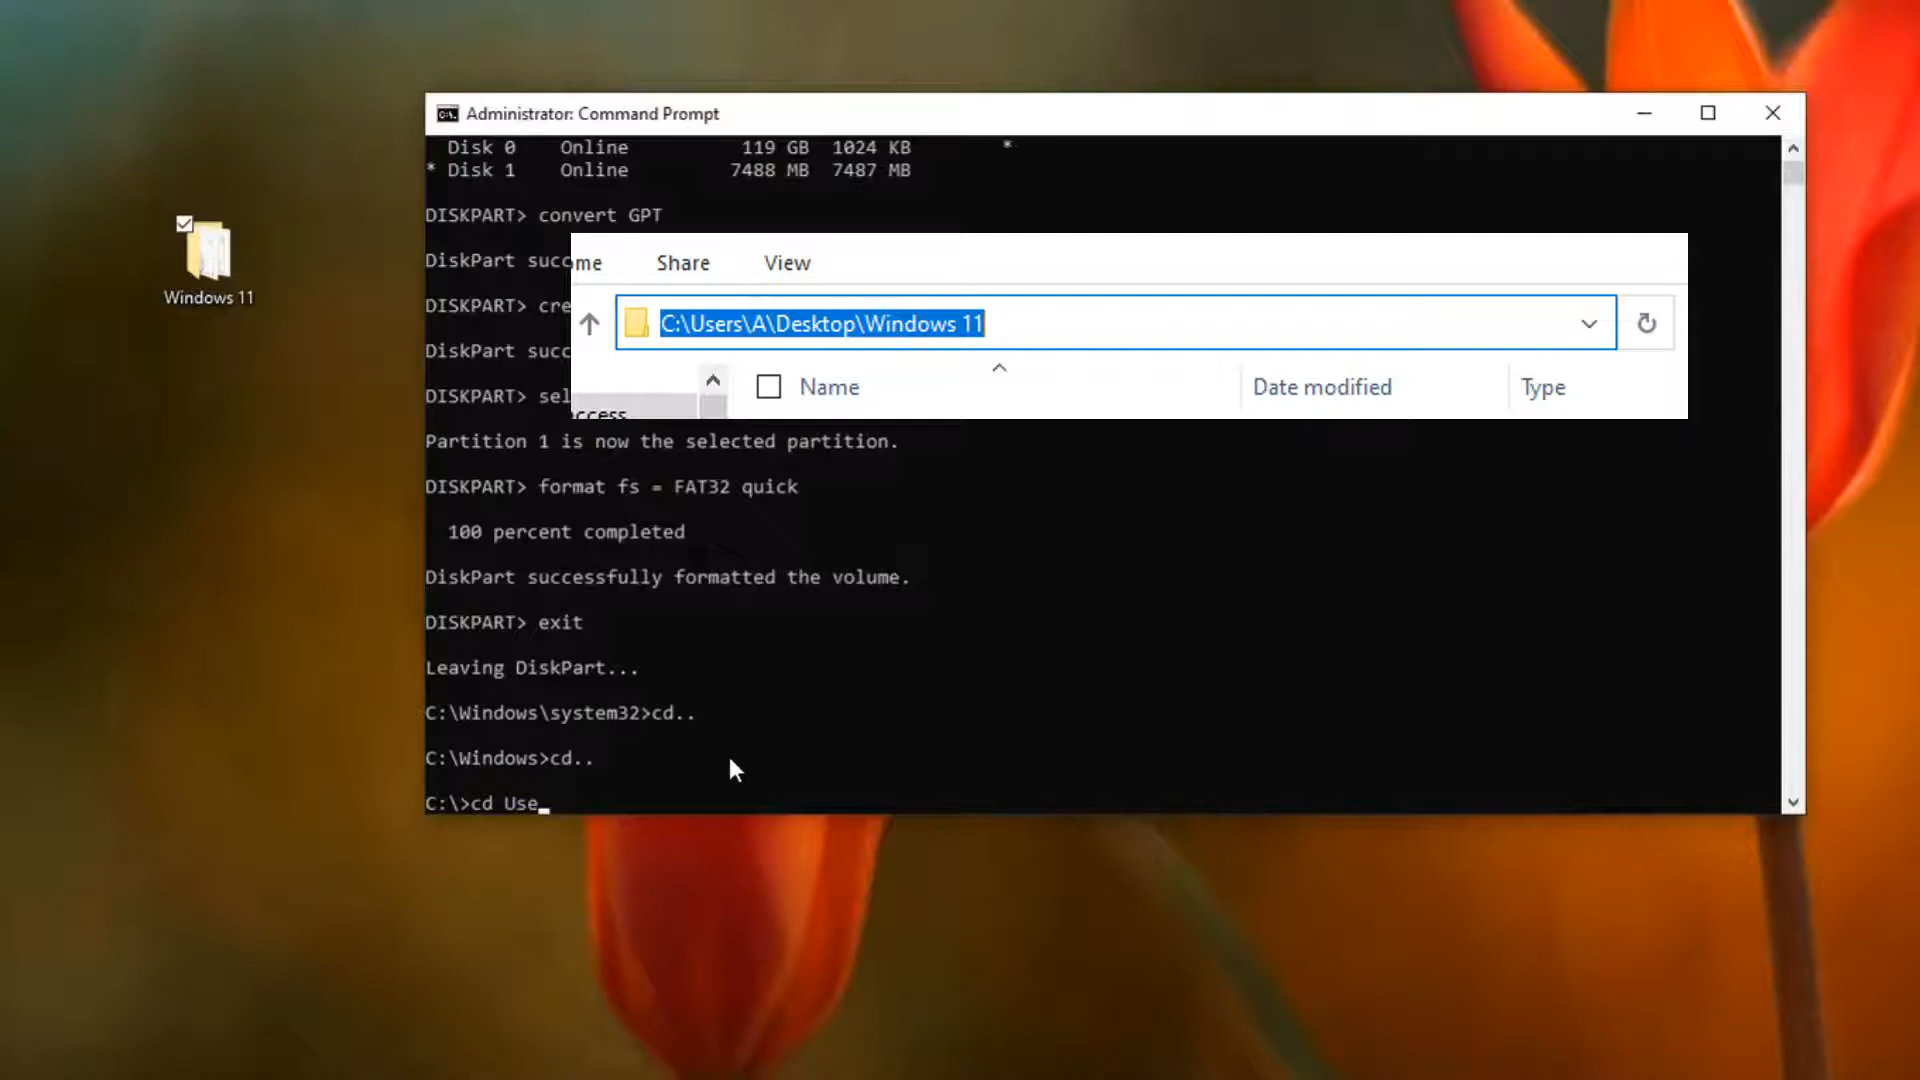 Administrator: Command Prompt
Disk 0 Online 119 GB 1024 KB *
* Disk 1 Online 7488 MB 7487 MB
DISKPART> convert GPT
DiskPart succ
DISKPART> cre
DiskPart succ
DISKPART> sel
me Share View
C:\Users\A\Desktop\Windows 11
Name Date modified Type
ccess
Partition 1 is now the selected partition.
DISKPART> format fs = FAT32 quick
100 percent completed
DiskPart successfully formatted the volume.
DISKPART> exit
Leaving DiskPart...
C:\Windows\system32>cd..
C:\Windows>cd..
C:\>cd Use_
Windows 11